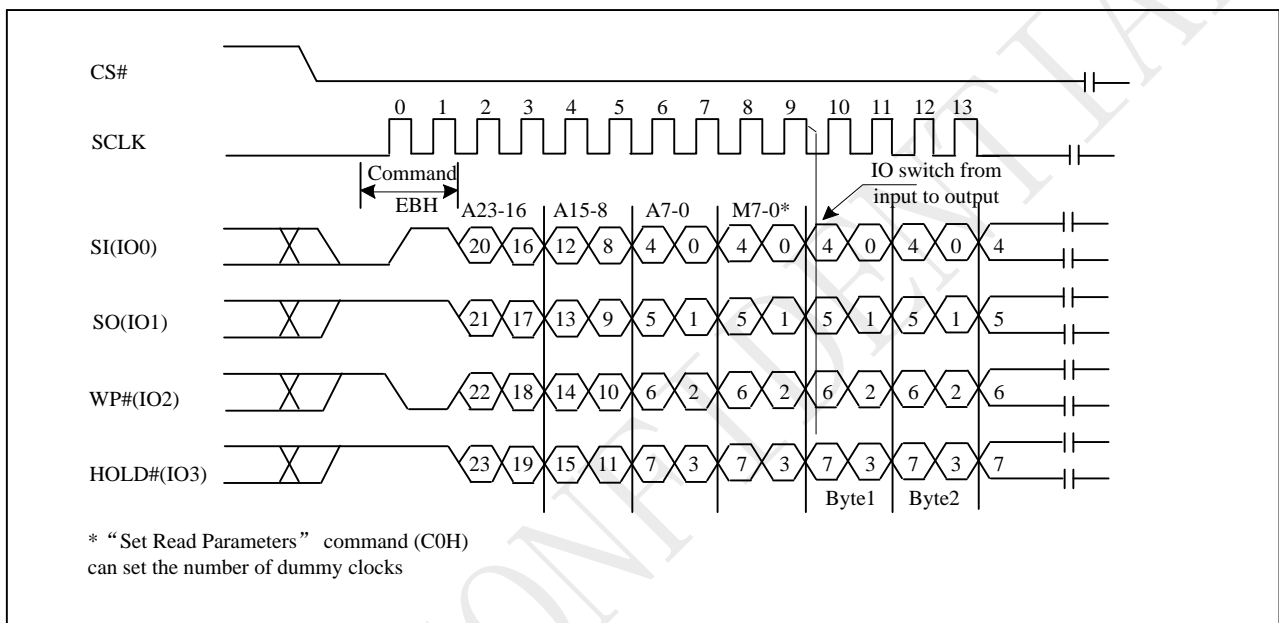 CS#
0 1 2 3 4 5 6 7 8 9 10 11 12 13
SCLK
Command
EBH
IO switch from
input to output
A23-16 A15-8 A7-0 M7-0*
SI(IO0) 20 16 12 8 4 0 4 0 4 0 4 0 4
SO(IO1) 21 17 13 9 5 1 5 1 5 1 5 1 5
WP#(IO2) 22 18 14 10 6 2 6 2 6 2 6 2 6
HOLD#(IO3) 23 19 15 11 7 3 7 3 7 3 7 3 7
Byte1 Byte2
* “Set Read Parameters” command (C0H)
can set the number of dummy clocks
ONFIDENTIA